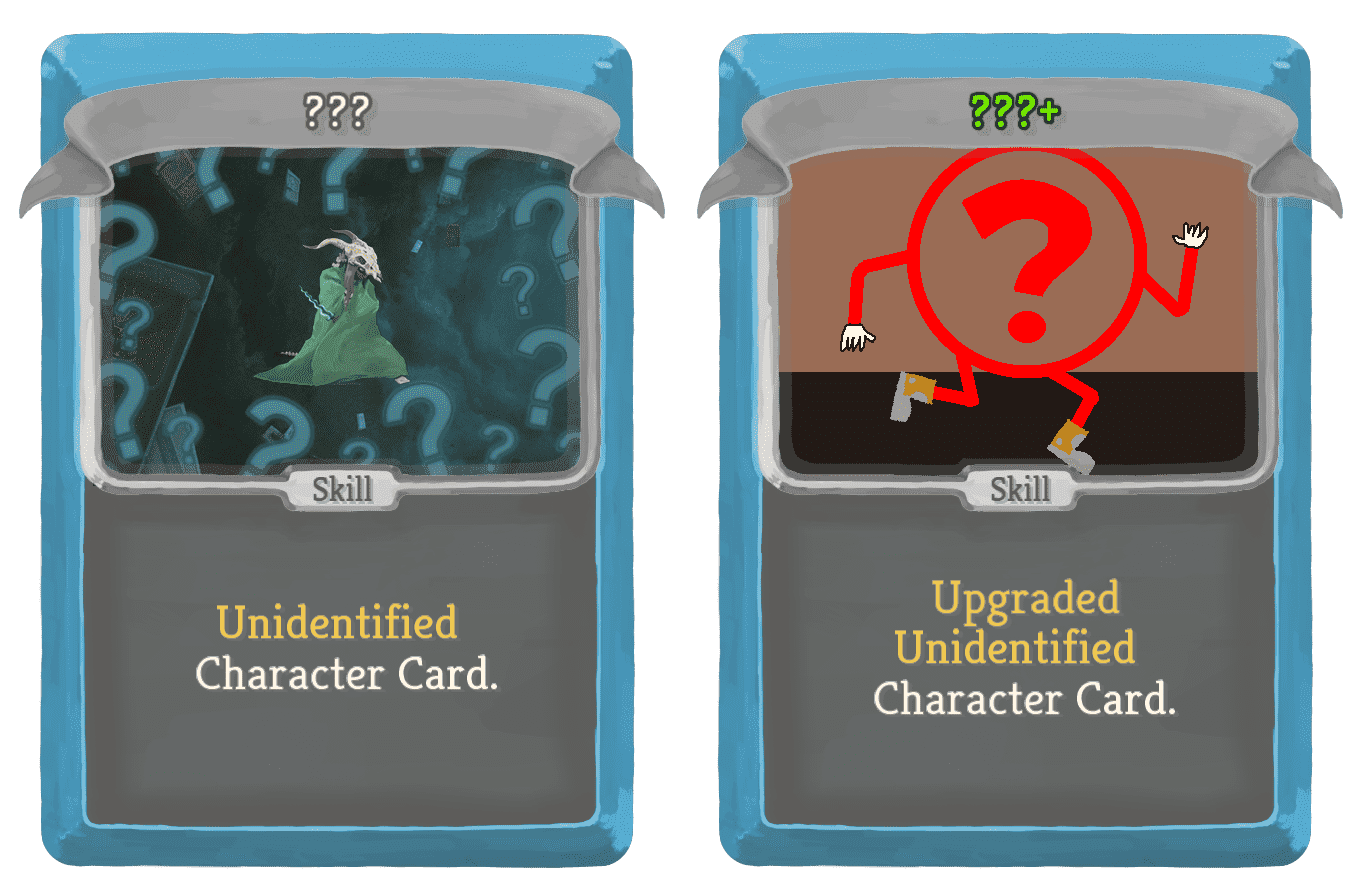 ???
Skill
Unidentified
Character Card.
???+
?
Skill
Upgraded
Unidentified
Character Card.